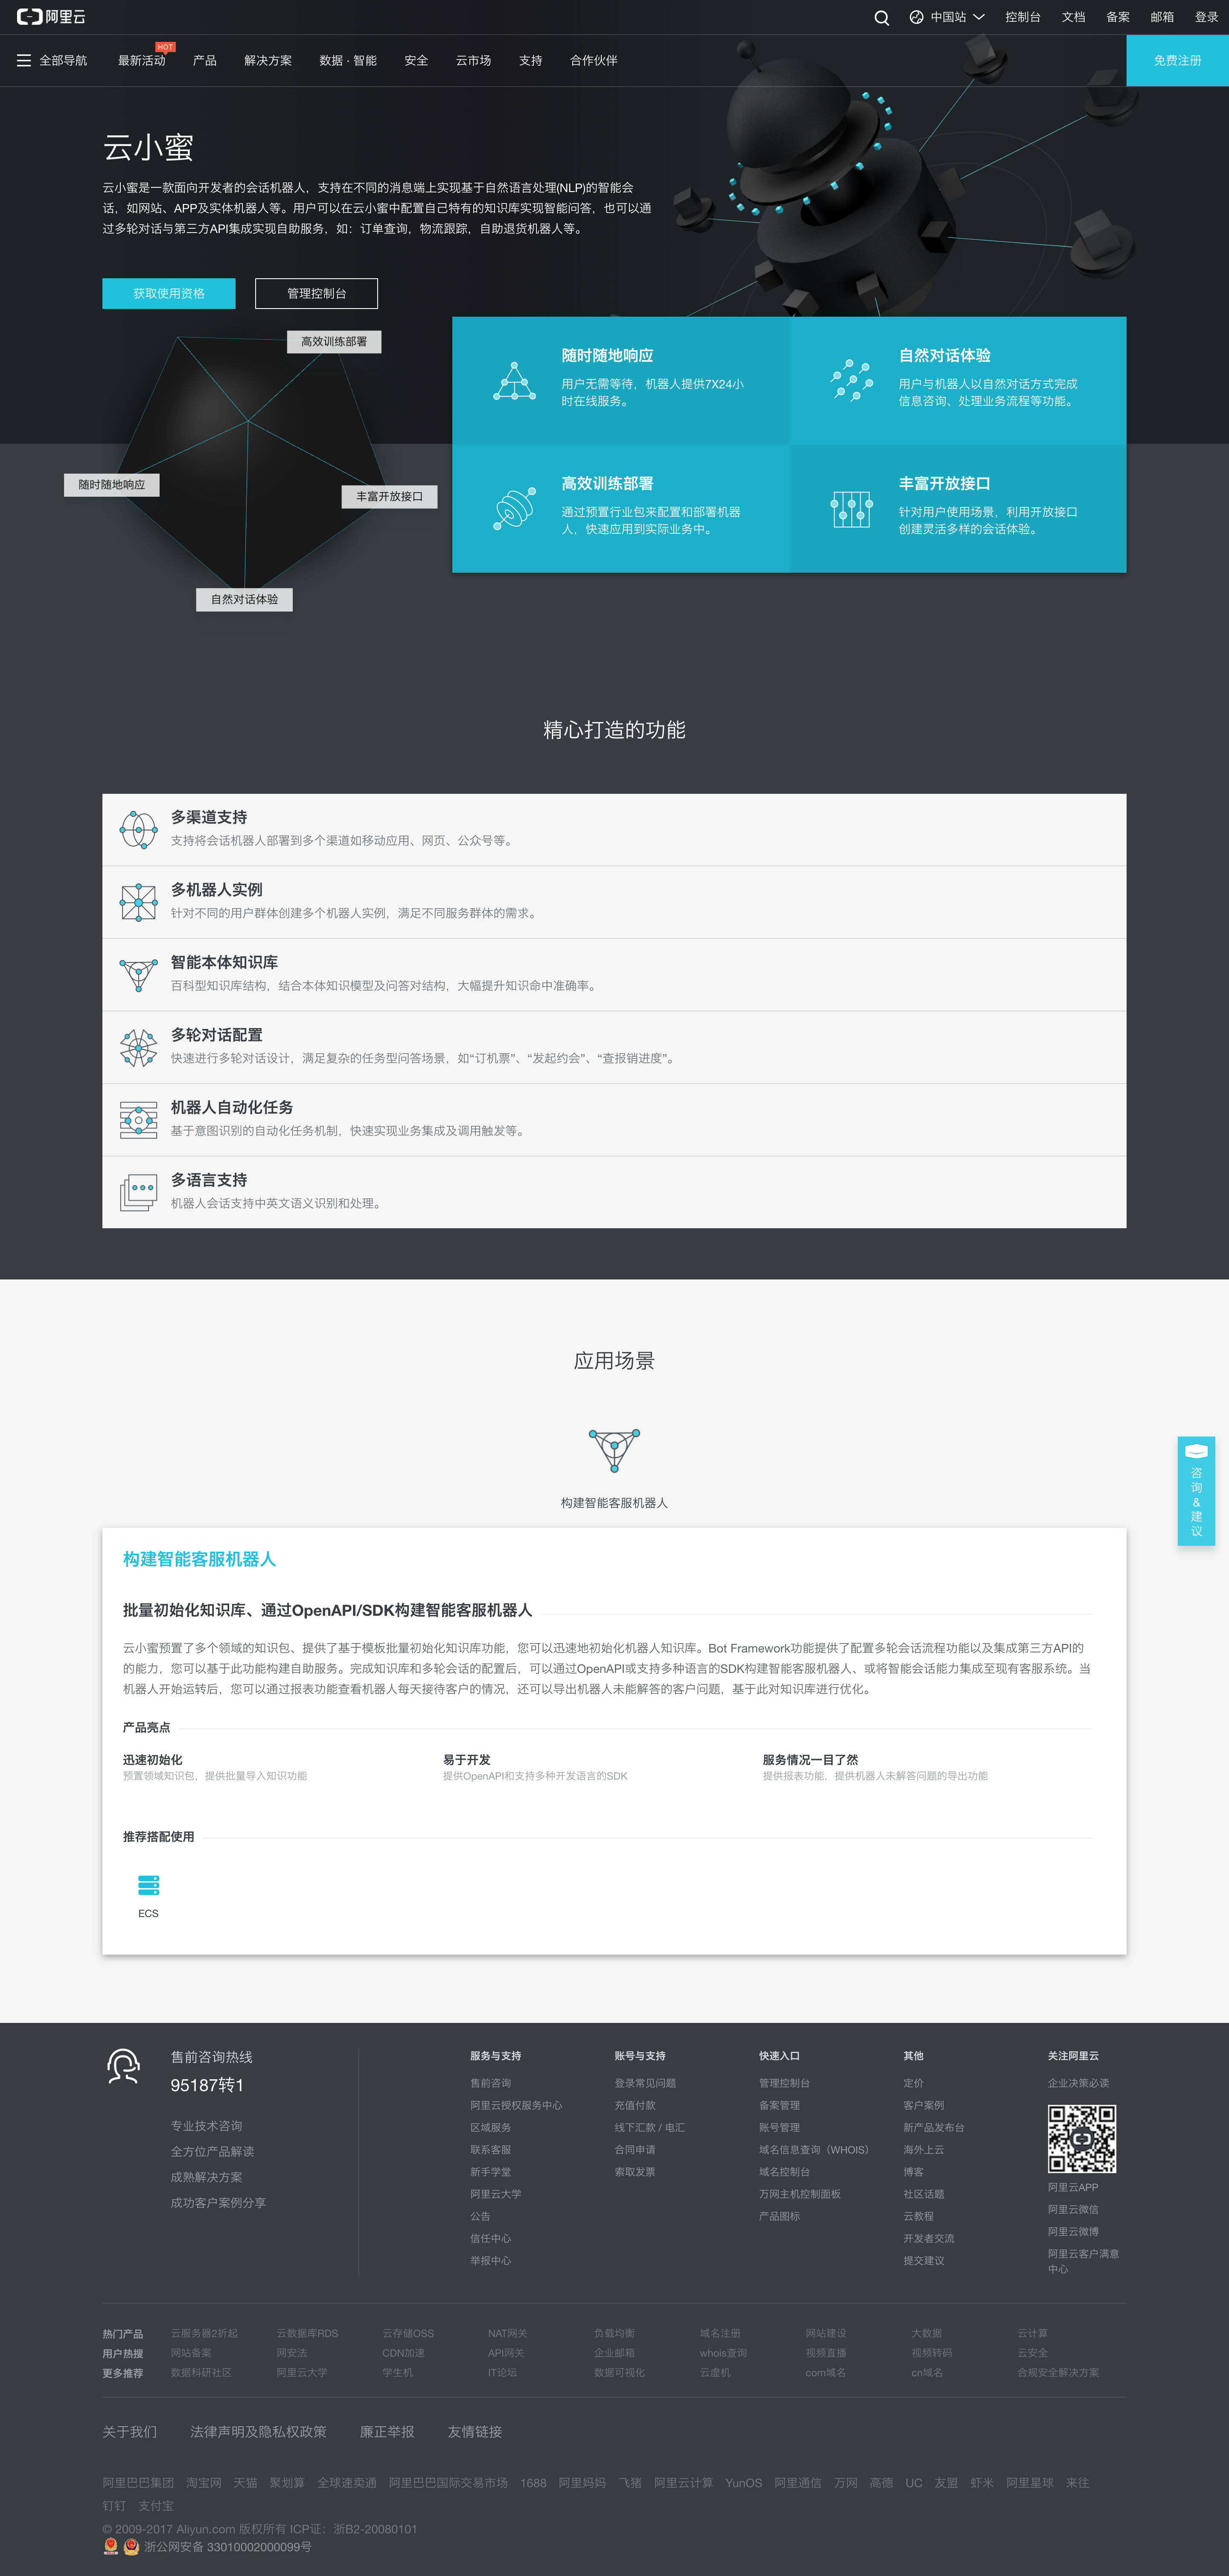 阿里云
中国站 控制台 文档 备案 邮箱 登录
HOT
全部导航 最新活动 产品 解决方案 数据 · 智能 安全 云市场 支持 合作伙伴 免费注册
云小蜜
云小蜜是一款面向开发者的会话机器人，支持在不同的消息端上实现基于自然语言处理(NLP)的智能会
话，如网站、APP及实体机器人等。用户可以在云小蜜中配置自己特有的知识库实现智能问答，也可以通
过多轮对话与第三方API集成实现自助服务，如：订单查询，物流跟踪，自助退货机器人等。
获取使用资格 管理控制台
高效训练部署
随时随地响应
丰富开放接口
自然对话体验
随时随地响应
用户无需等待，机器人提供7X24小
时在线服务。
自然对话体验
用户与机器人以自然对话方式完成
信息咨询、处理业务流程等功能。
高效训练部署
通过预置行业包来配置和部署机器
人，快速应用到实际业务中。
丰富开放接口
针对用户使用场景，利用开放接口
创建灵活多样的会话体验。
精心打造的功能
多渠道支持
支持将会话机器人部署到多个渠道如移动应用、网页、公众号等。
多机器人实例
针对不同的用户群体创建多个机器人实例，满足不同服务群体的需求。
智能本体知识库
百科型知识库结构，结合本体知识模型及问答对结构，大幅提升知识命中准确率。
多轮对话配置
快速进行多轮对话设计，满足复杂的任务型问答场景，如“订机票”、“发起约会”、“查报销进度”。
机器人自动化任务
基于意图识别的自动化任务机制，快速实现业务集成及调用触发等。
多语言支持
机器人会话支持中英文语义识别和处理。
应用场景
构建智能客服机器人
咨
询
&
建
议
构建智能客服机器人
批量初始化知识库、通过OpenAPI/SDK构建智能客服机器人
云小蜜预置了多个领域的知识包、提供了基于模板批量初始化知识库功能，您可以迅速地初始化机器人知识库。Bot Framework功能提供了配置多轮会话流程功能以及集成第三方API的
的能力，您可以基于此功能构建自助服务。完成知识库和多轮会话的配置后，可以通过OpenAPI或支持多种语言的SDK构建智能客服机器人、或将智能会话能力集成至现有客服系统。当
机器人开始运转后，您可以通过报表功能查看机器人每天接待客户的情况，还可以导出机器人未能解答的客户问题，基于此对知识库进行优化。
产品亮点
迅速初始化 易于开发 服务情况一目了然
预置领域知识包，提供批量导入知识功能 提供OpenAPI和支持多种开发语言的SDK 提供报表功能，提供机器人未解答问题的导出功能
推荐搭配使用
ECS
售前咨询热线
95187转1
专业技术咨询
全方位产品解读
成熟解决方案
成功客户案例分享
服务与支持
售前咨询
阿里云授权服务中心
区域服务
联系客服
新手学堂
阿里云大学
公告
信任中心
举报中心
账号与支持
登录常见问题
充值付款
线下汇款 / 电汇
合同申请
索取发票
快速入口
管理控制台
备案管理
账号管理
域名信息查询（WHOIS）
域名控制台
万网主机控制面板
产品图标
其他
定价
客户案例
新产品发布台
海外上云
博客
社区话题
云教程
开发者交流
提交建议
关注阿里云
企业决策必读
阿里云APP
阿里云微信
阿里云微博
阿里云客户满意
中心
热门产品 云服务器2折起 云数据库RDS 云存储OSS NAT网关 负载均衡 域名注册 网站建设 大数据 云计算
用户热搜 网站备案 网安法 CDN加速 API网关 企业邮箱 whois查询 视频直播 视频转码 云安全
更多推荐 数据科研社区 阿里云大学 学生机 IT论坛 数据可视化 云虚机 com域名 cn域名 合规安全解决方案
关于我们 法律声明及隐私权政策 廉正举报 友情链接
阿里巴巴集团 淘宝网 天猫 聚划算 全球速卖通 阿里巴巴国际交易市场 1688 阿里妈妈 飞猪 阿里云计算 YunOS 阿里通信 万网 高德 UC 友盟 虾米 阿里星球 来往
钉钉 支付宝
© 2009-2017 Aliyun.com 版权所有 ICP证：浙B2-20080101
浙公网安备 33010002000099号